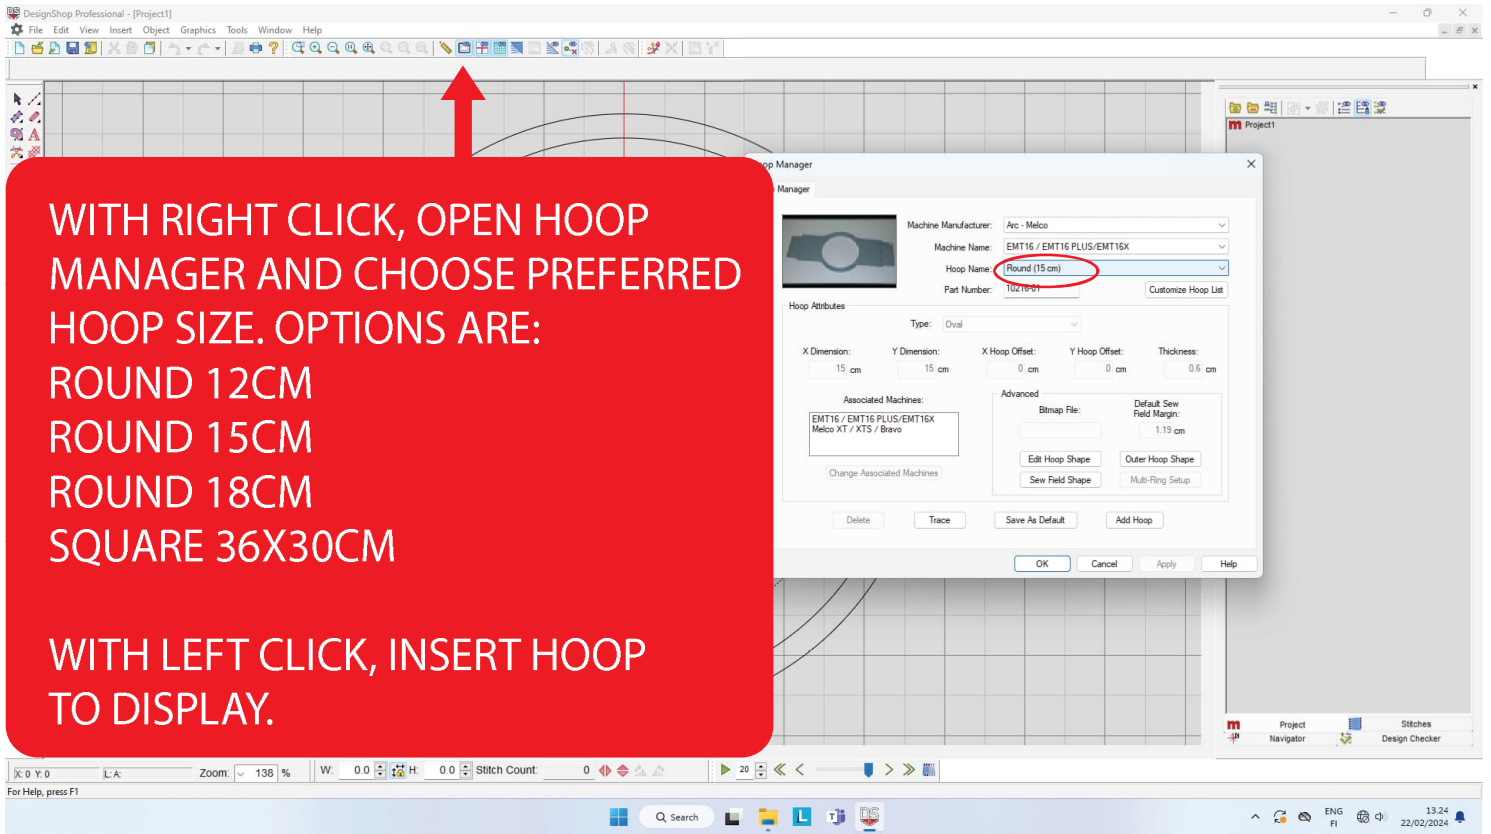 DesignShop Professional - [Project1]
File Edit View Insert Object Graphics Tools Window Help
Project1
WITH RIGHT CLICK, OPEN HOOP
MANAGER AND CHOOSE PREFERRED
HOOP SIZE. OPTIONS ARE:
ROUND 12CM
ROUND 15CM
ROUND 18CM
SQUARE 36X30CM
WITH LEFT CLICK, INSERT HOOP
TO DISPLAY.
Manager
Manager
Machine Manufacturer: Arc - Melco
Machine Name: EMT16 / EMT16 PLUS/EMT16X
Hoop Name: Round (15 cm)
Part Number: 10216-01 Customize Hoop List
Hoop Attributes
Type: Oval
X Dimension: Y Dimension: X Hoop Offset: Y Hoop Offset: Thickness:
15 cm 15 cm 0 cm 0 cm 0.6 cm
Associated Machines:
EMT16 / EMT16 PLUS/EMT16X
Melco XT / XTS / Bravo
Change Associated Machines
Advanced
Bitmap File:
Default Sew
Field Margin:
1.19 cm
Edit Hoop Shape Outer Hoop Shape
Sew Field Shape Multi-Ring Setup
Delete Trace Save As Default Add Hoop
OK Cancel Apply Help
Project Stitches
Navigator Design Checker
X: 0 Y: 0 L: A: Zoom: 138 % W: 0.0 H: 0.0 Stitch Count: 0 20
For Help, press F1
Search
ENG
FI
13.24
22/02/2024